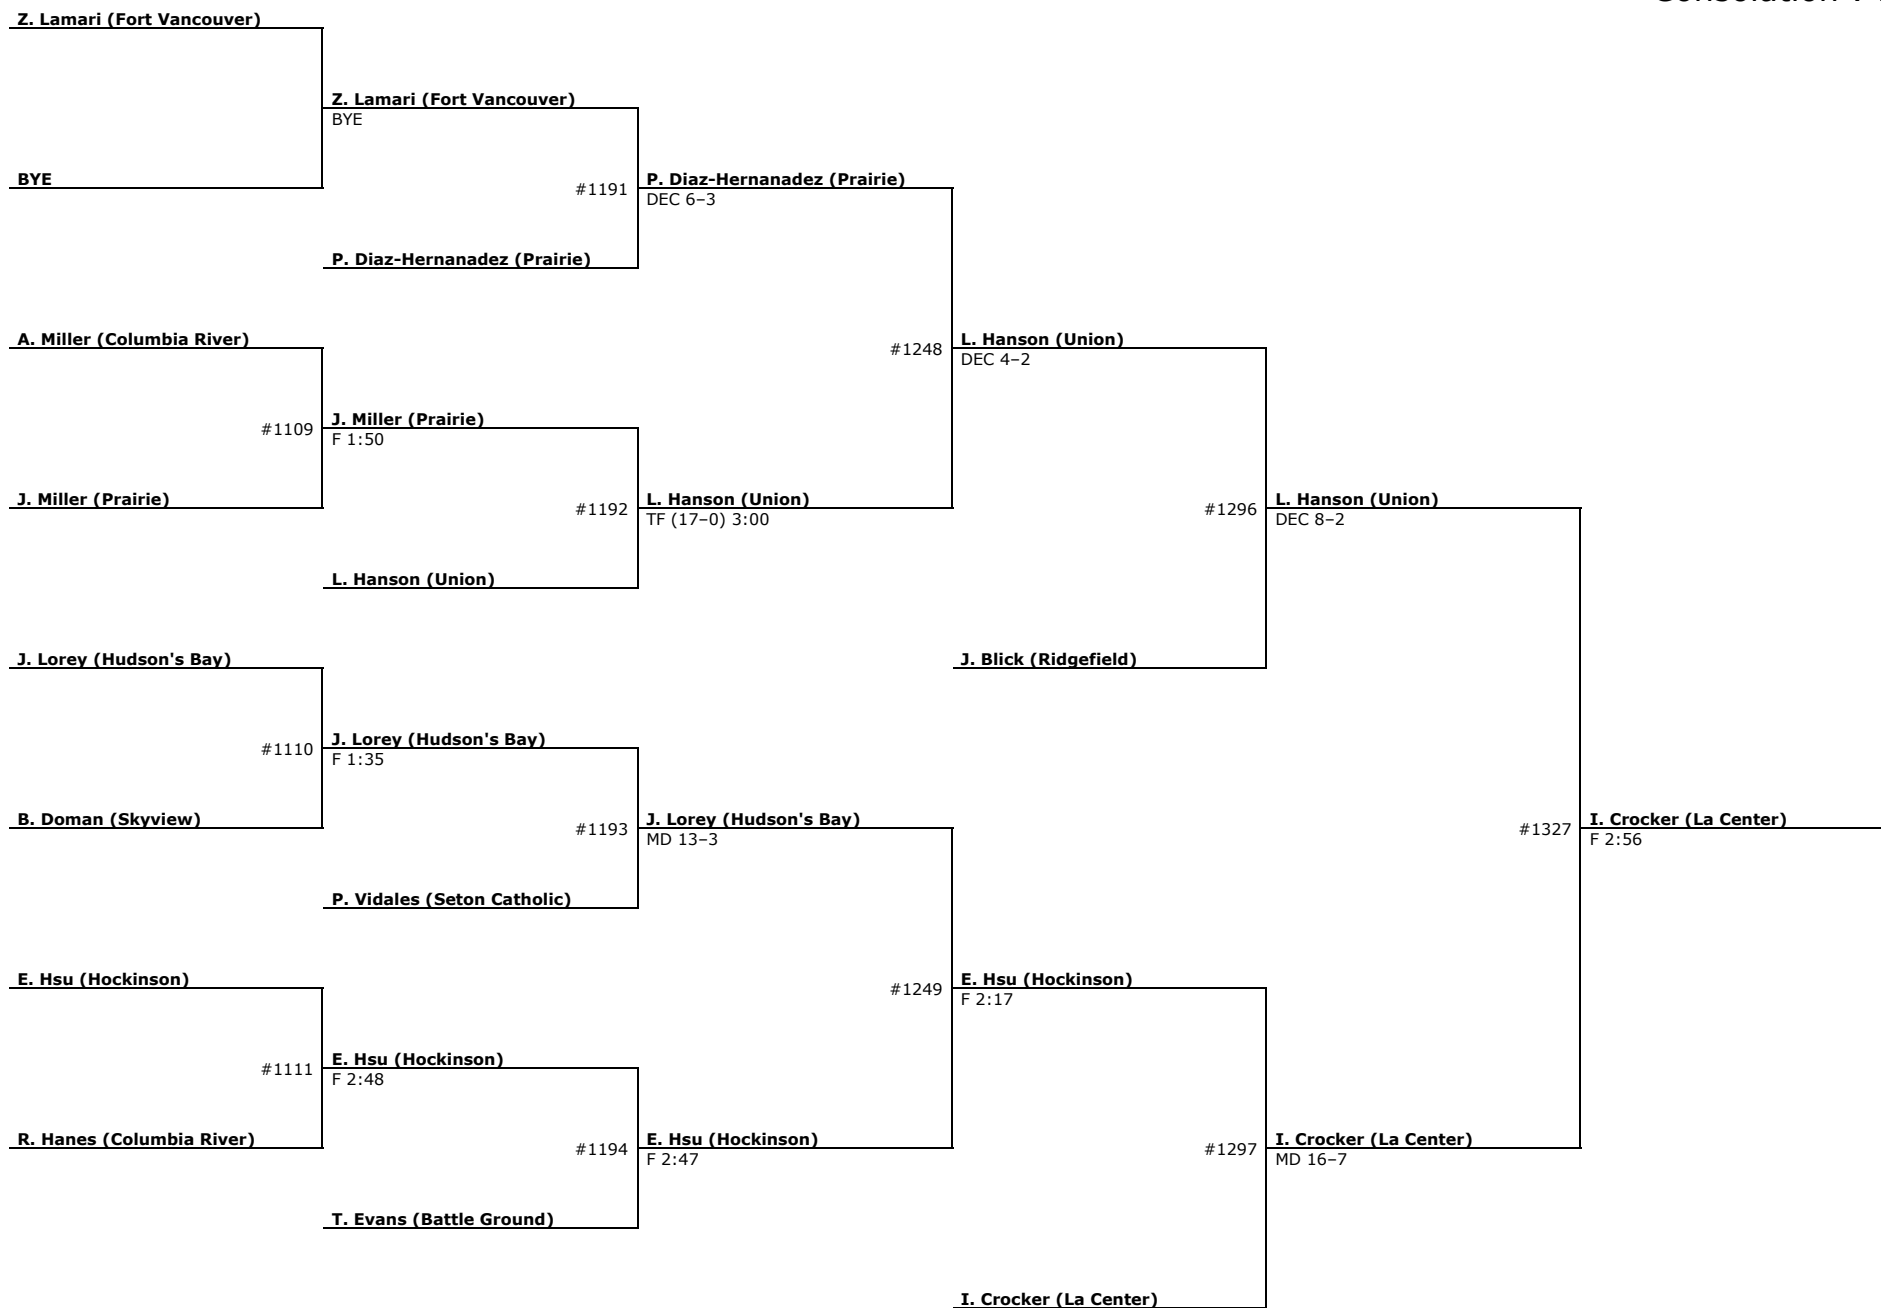 Consolation
Z. Lamari (Fort Vancouver)
Z. Lamari (Fort Vancouver)
BYE
BYE
#1191
P. Diaz-Hernanadez (Prairie)
DEC 6–3
P. Diaz-Hernanadez (Prairie)
A. Miller (Columbia River)
#1248
L. Hanson (Union)
DEC 4–2
#1109
J. Miller (Prairie)
F 1:50
J. Miller (Prairie)
#1192
L. Hanson (Union)
TF (17–0) 3:00
#1296
L. Hanson (Union)
DEC 8–2
L. Hanson (Union)
J. Lorey (Hudson's Bay)
J. Blick (Ridgefield)
#1110
J. Lorey (Hudson's Bay)
F 1:35
B. Doman (Skyview)
#1193
J. Lorey (Hudson's Bay)
MD 13–3
#1327
I. Crocker (La Center)
F 2:56
P. Vidales (Seton Catholic)
E. Hsu (Hockinson)
#1249
E. Hsu (Hockinson)
F 2:17
#1111
E. Hsu (Hockinson)
F 2:48
R. Hanes (Columbia River)
#1194
E. Hsu (Hockinson)
F 2:47
#1297
I. Crocker (La Center)
MD 16–7
T. Evans (Battle Ground)
I. Crocker (La Center)